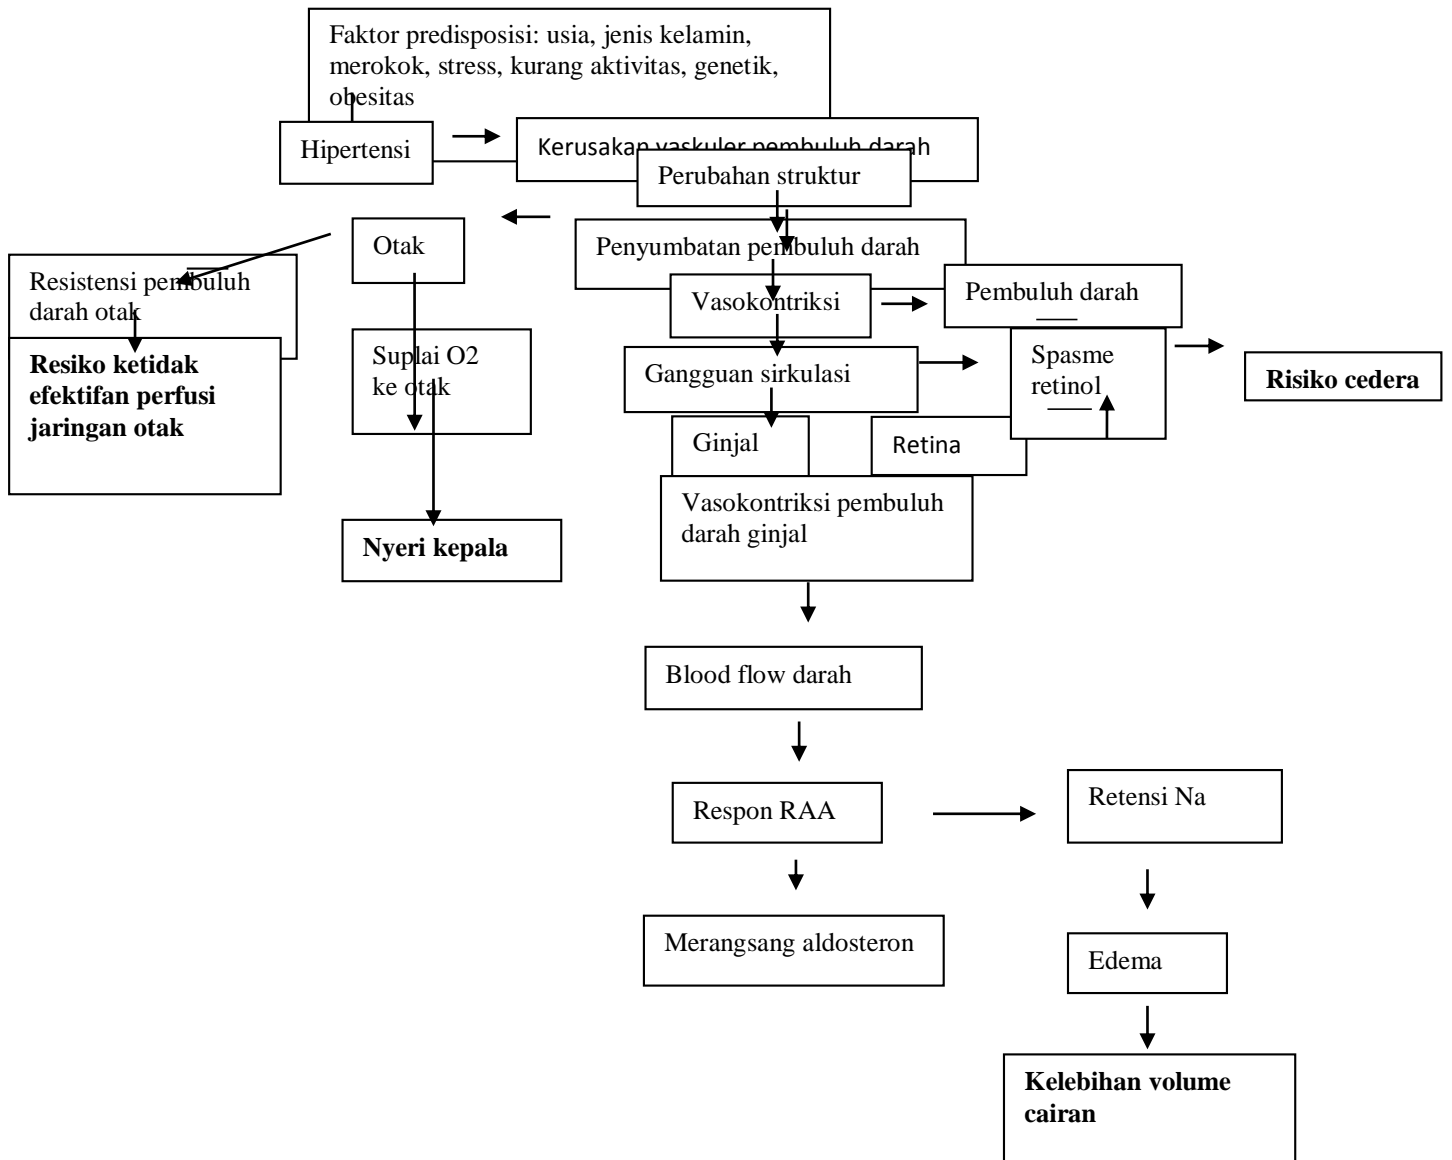 Faktor predisposisi: usia, jenis kelamin,
merokok, stress, kurang aktivitas, genetik,
obesitas
Hipertensi
Kerusakan vaskuler pembuluh darah
Perubahan struktur
Otak
Penyumbatan pembuluh darah
Resistensi pembuluh
darah otak
Vasokontriksi
Pembuluh darah
Resiko ketidak
efektifan perfusi
jaringan otak
Suplai O2
ke otak
Gangguan sirkulasi
Spasme
retinol
Risiko cedera
Ginjal
Retina
Vasokontriksi pembuluh
darah ginjal
Nyeri kepala
Blood flow darah
Respon RAA
Retensi Na
Merangsang aldosteron
Edema
Kelebihan volume
cairan